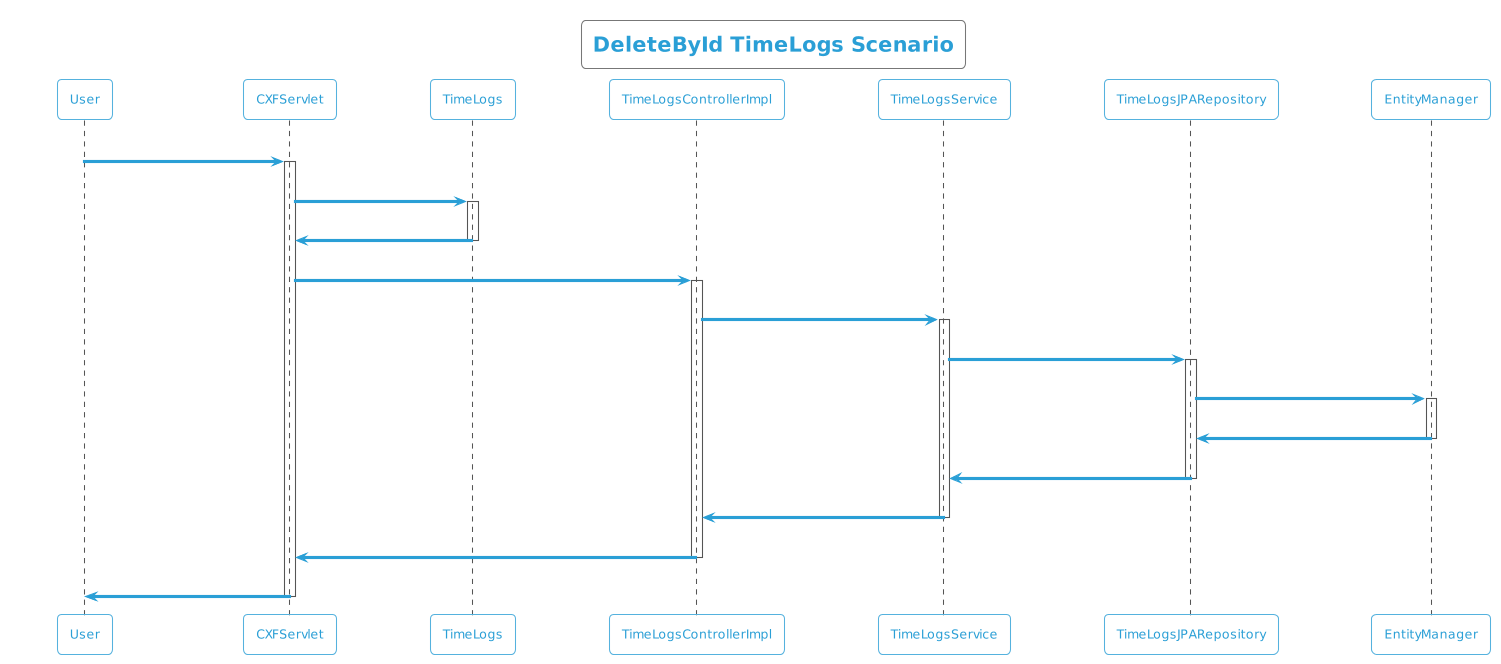 DeleteById TimeLogs Scenario
User
CXFServlet
TimeLogs
TimeLogsControllerImpl
TimeLogsService
TimeLogsJPARepository
EntityManager
User
CXFServlet
TimeLogs
TimeLogsControllerImpl
TimeLogsService
TimeLogsJPARepository
EntityManager